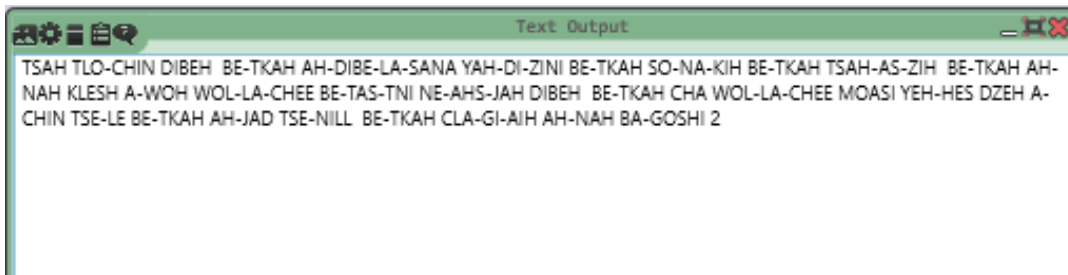 Text Output
TSAH TLO-CHIN DIBEH  BE-TKAH AH-DIBE-LA-SANA YAH-DI-ZINI BE-TKAH SO-NA-KIH BE-TKAH TSAH-AS-ZIH  BE-TKAH AH-
NAH KLESH A-WOH WOL-LA-CHEE BE-TAS-TNI NE-AHS-JAH DIBEH  BE-TKAH CHA WOL-LA-CHEE MOASI YEH-HES DZEH A-
CHIN TSE-LE BE-TKAH AH-JAD TSE-NILL  BE-TKAH CLA-GI-AIH AH-NAH BA-GOSHI 2